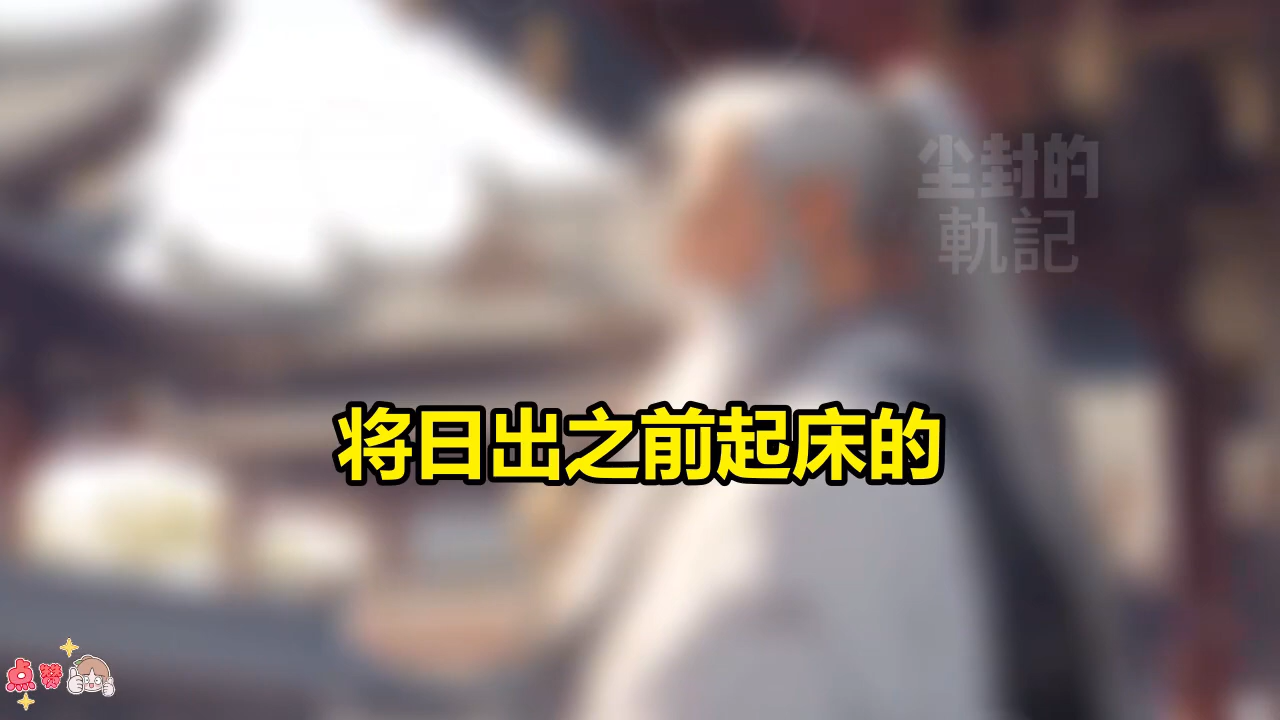 尘封的
軌記
将日出之前起床的
点赞